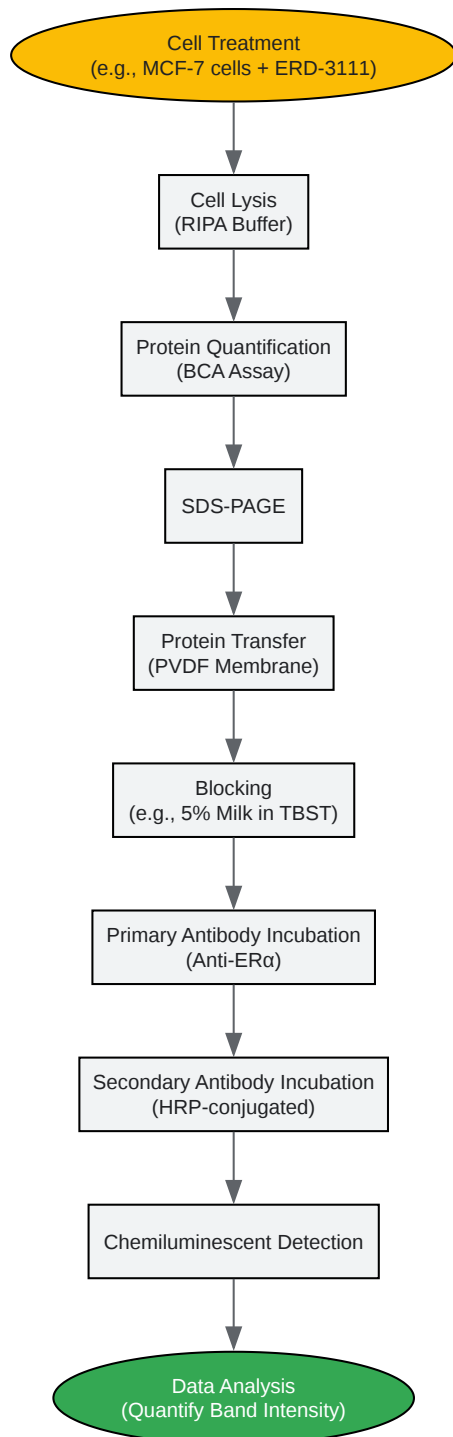 Cell Treatment
(e.g., MCF-7 cells + ERD-3111)
Cell Lysis
(RIPA Buffer)
Protein Quantification
(BCA Assay)
SDS-PAGE
Protein Transfer
(PVDF Membrane)
Blocking
(e.g., 5% Milk in TBST)
Primary Antibody Incubation
(Anti-ERα)
Secondary Antibody Incubation
(HRP-conjugated)
Chemiluminescent Detection
Data Analysis
(Quantify Band Intensity)